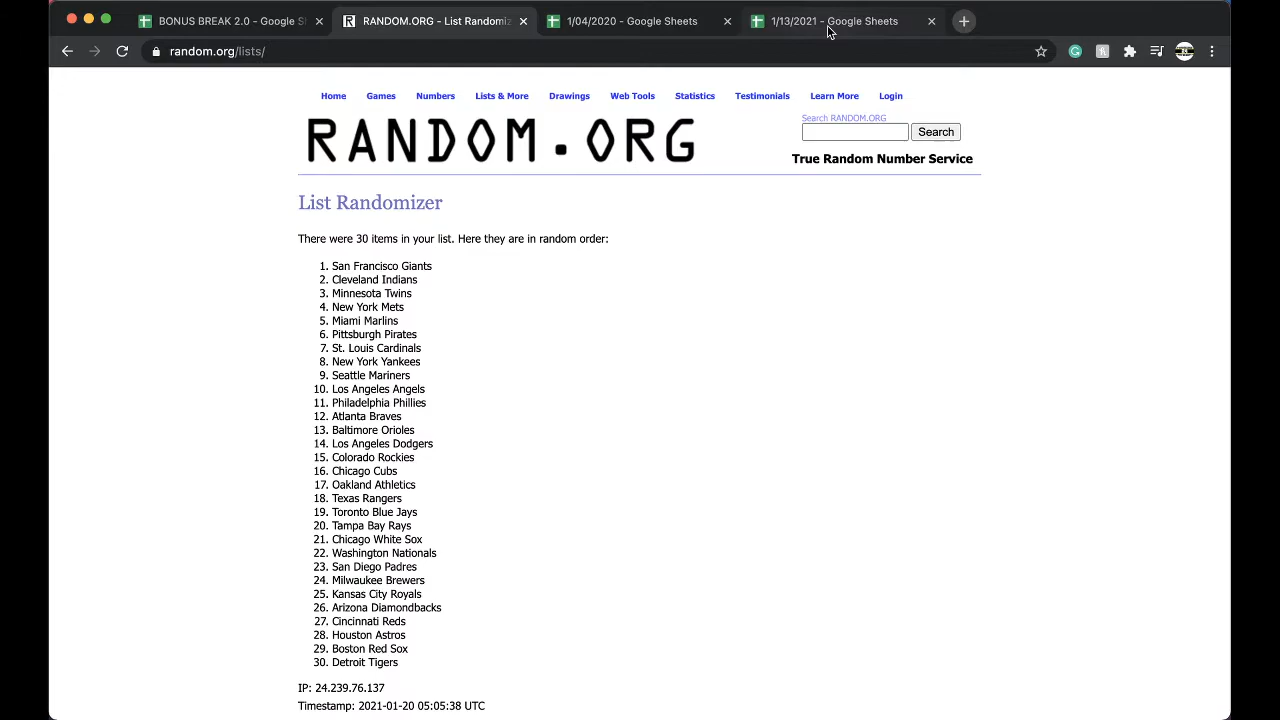 BONUS BREAK 2.0 - Google S
RANDOM.ORG - List Randomiz
1/04/2020 - Google Sheets
1/13/2021 - Google Sheets
random.org/lists/
Home Games Numbers Lists & More Drawings Web Tools Statistics Testimonials Learn More Login
RANDOM.ORG
Search RANDOM.ORG
Search
True Random Number Service
List Randomizer
There were 30 items in your list. Here they are in random order:
1. San Francisco Giants
2. Cleveland Indians
3. Minnesota Twins
4. New York Mets
5. Miami Marlins
6. Pittsburgh Pirates
7. St. Louis Cardinals
8. New York Yankees
9. Seattle Mariners
10. Los Angeles Angels
11. Philadelphia Phillies
12. Atlanta Braves
13. Baltimore Orioles
14. Los Angeles Dodgers
15. Colorado Rockies
16. Chicago Cubs
17. Oakland Athletics
18. Texas Rangers
19. Toronto Blue Jays
20. Tampa Bay Rays
21. Chicago White Sox
22. Washington Nationals
23. San Diego Padres
24. Milwaukee Brewers
25. Kansas City Royals
26. Arizona Diamondbacks
27. Cincinnati Reds
28. Houston Astros
29. Boston Red Sox
30. Detroit Tigers
IP: 24.239.76.137
Timestamp: 2021-01-20 05:05:38 UTC